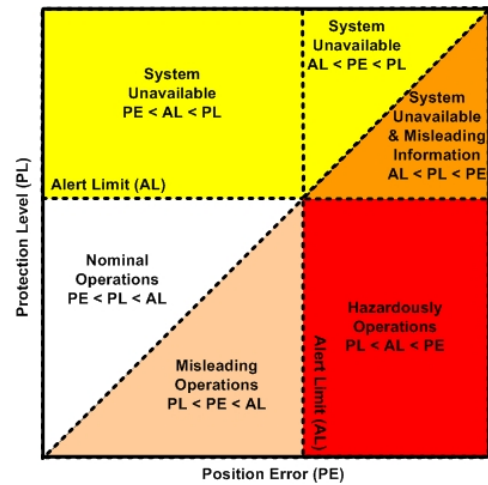 System
Unavailable
PE < AL < PL
System
Unavailable
AL < PE < PL
System
Unavailable
& Misleading
Information
AL < PL < PE
Alert Limit (AL)
Protection Level (PL)
Nominal
Operations
PE < PL < AL
Misleading
Operations
PL < PE < AL
Alert Limit (AL)
Hazardously
Operations
PL < AL < PE
Position Error (PE)